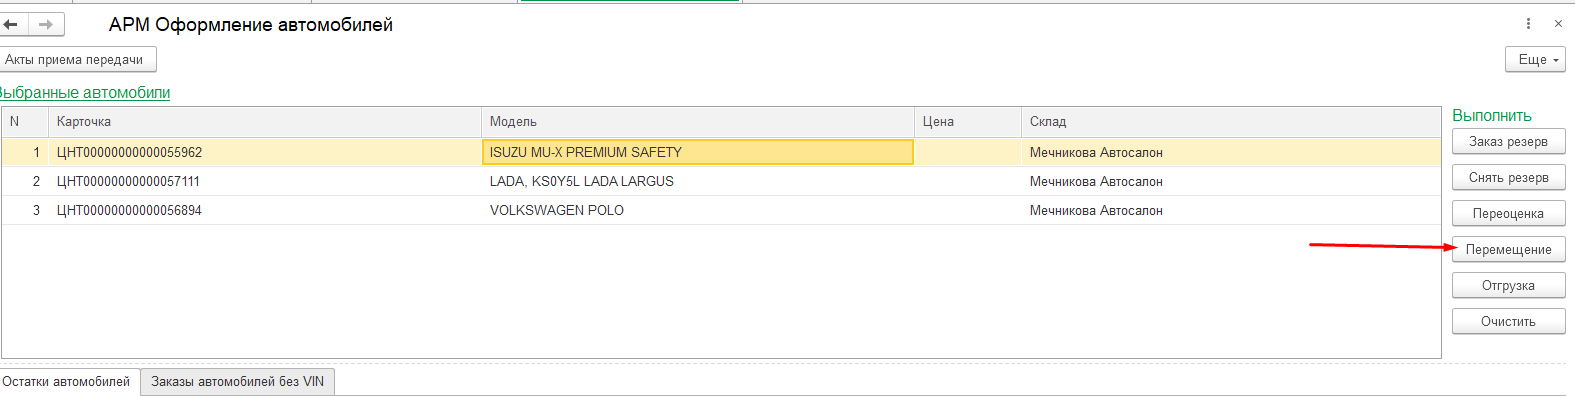 АРМ Оформление автомобилей
Акты приема передачи
Еще
Выбранные автомобили
N Карточка Модель Цена Склад
1 ЦНТ00000000000055962 ISUZU MU-X PREMIUM SAFETY Мечникова Автосалон
2 ЦНТ00000000000057111 LADA, KS0Y5L LADA LARGUS Мечникова Автосалон
3 ЦНТ00000000000056894 VOLKSWAGEN POLO Мечникова Автосалон
Выполнить
Заказ резерв
Снять резерв
Переоценка
Перемещение
Отгрузка
Очистить
Остатки автомобилей Заказы автомобилей без VIN